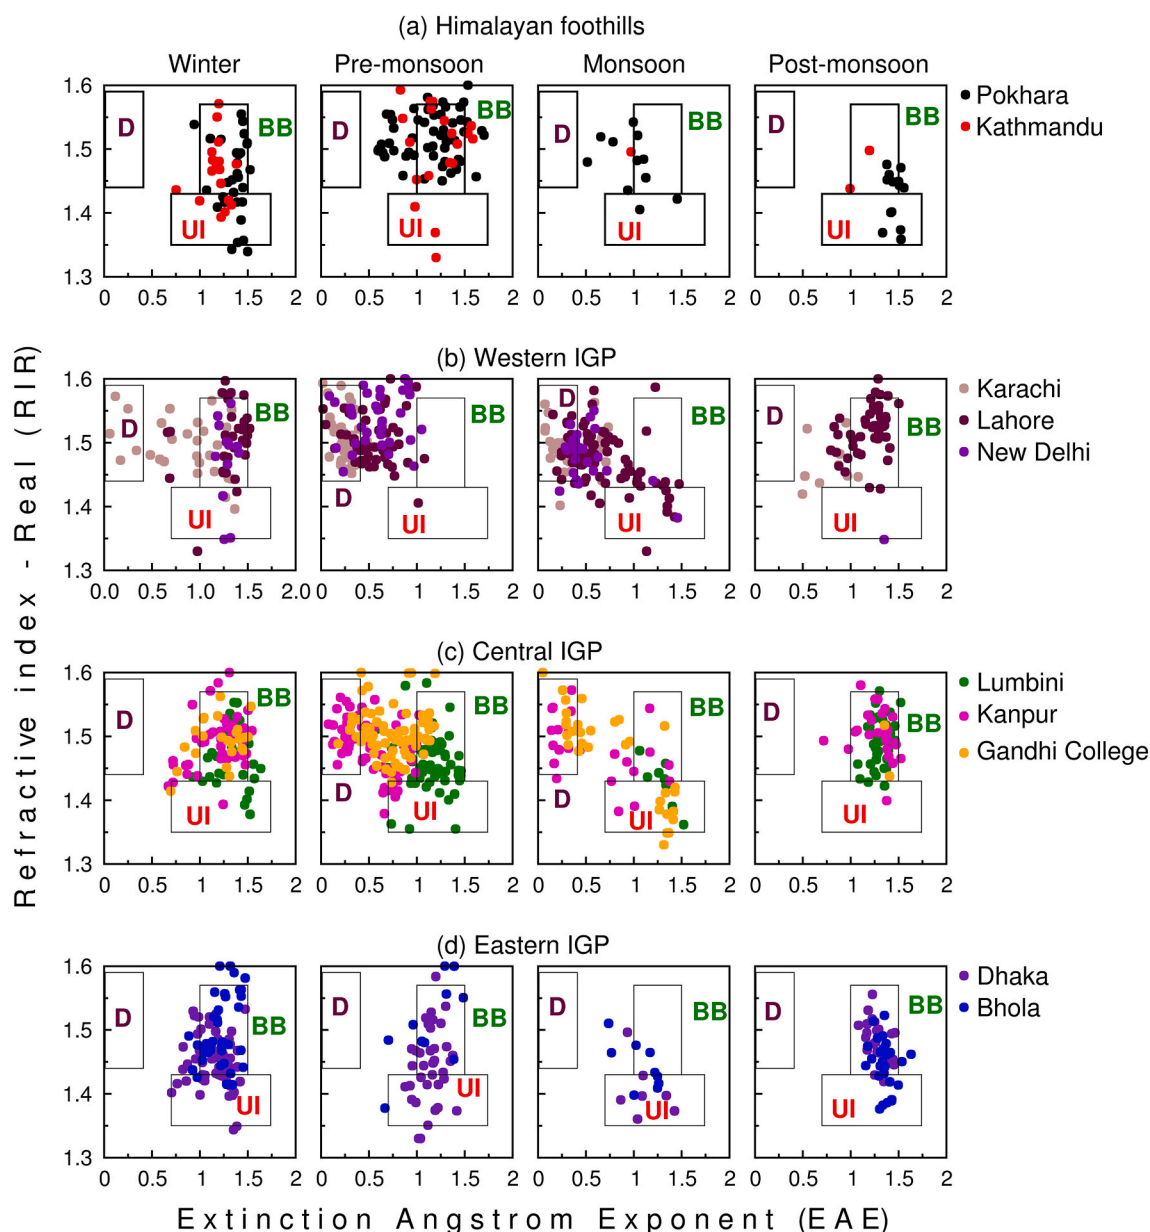 (a) Himalayan foothills
Winter Pre-monsoon Monsoon Post-monsoon
1.6
1.5
1.4
1.3
D BB UI
D BB UI
D BB UI
D BB UI
0 0.5 1 1.5 2 0 0.5 1 1.5 2 0 0.5 1 1.5 2 0 0.5 1 1.5 2
Pokhara
Kathmandu
(b) Western IGP
1.6
1.5
1.4
1.3
D BB UI
D BB UI
D BB UI
D BB UI
0.0 0.5 1.0 1.5 2.0 0 0.5 1 1.5 2 0 0.5 1 1.5 2 0 0.5 1 1.5 2
Karachi
Lahore
New Delhi
(c) Central IGP
1.6
1.5
1.4
1.3
D BB UI
D BB UI
D BB UI
D BB UI
0 0.5 1 1.5 2 0 0.5 1 1.5 2 0 0.5 1 1.5 2 0 0.5 1 1.5 2
Lumbini
Kanpur
Gandhi College
(d) Eastern IGP
1.6
1.5
1.4
1.3
D BB UI
D BB UI
D BB UI
D BB UI
0 0.5 1 1.5 2 0 0.5 1 1.5 2 0 0.5 1 1.5 2 0 0.5 1 1.5 2
Dhaka
Bhola
Refractive index - Real (RIR)
Extinction Angstrom Exponent (EAE)